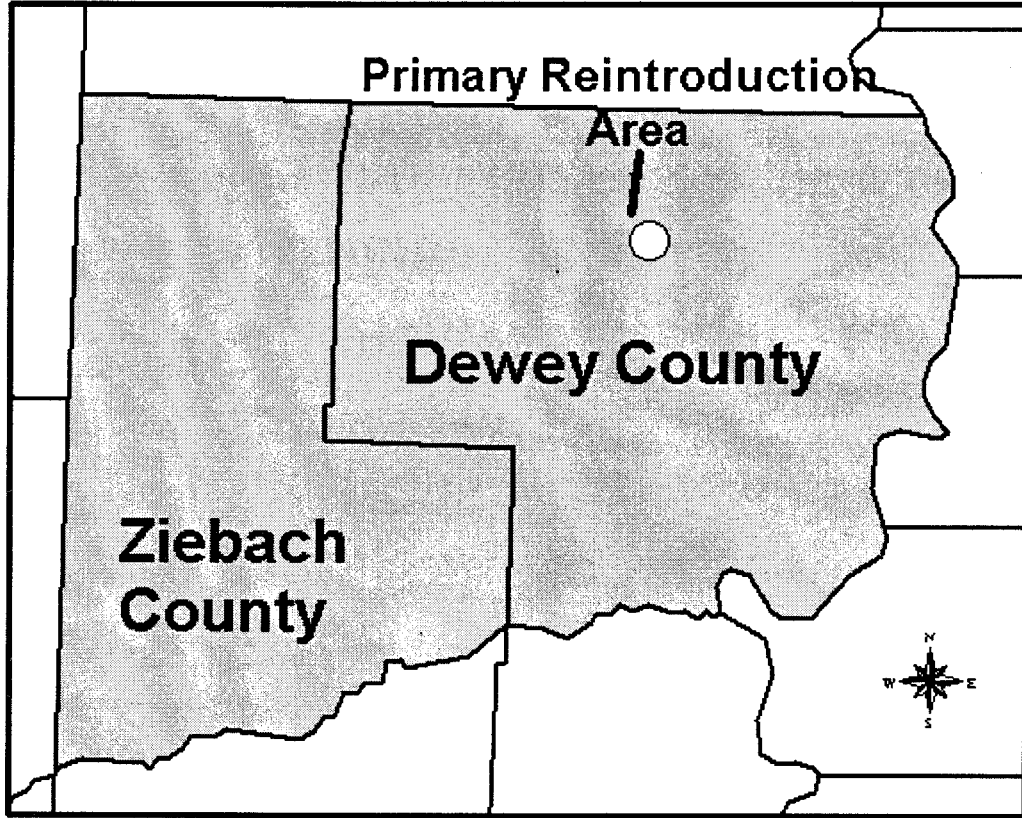 Primary Reintroduction
Area
Dewey County
Ziebach
County
N
W E
S